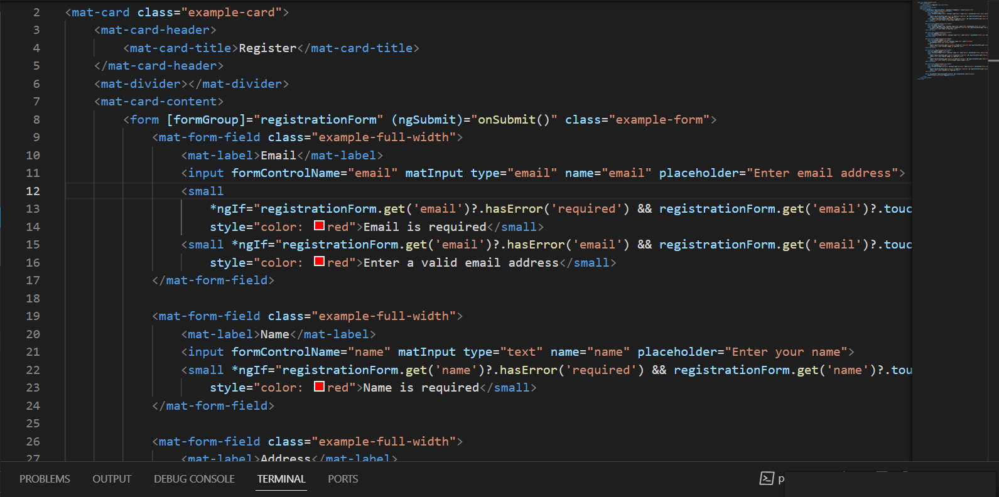 2 <mat-card class="example-card">
3 <mat-card-header>
4 <mat-card-title>Register</mat-card-title>
5 </mat-card-header>
6 <mat-divider></mat-divider>
7 <mat-card-content>
8 <form [formGroup]="registrationForm" (ngSubmit)="onSubmit()" class="example-form">
9 <mat-form-field class="example-full-width">
10 <mat-label>Email</mat-label>
11 <input formControlName="email" matInput type="email" name="email" placeholder="Enter email address">
12 <small
13 *ngIf="registrationForm.get('email')?.hasError('required') && registrationForm.get('email')?.touc
14 style="color: red">Email is required</small>
15 <small *ngIf="registrationForm.get('email')?.hasError('email') && registrationForm.get('email')?.touc
16 style="color: red">Enter a valid email address</small>
17 </mat-form-field>
18
19 <mat-form-field class="example-full-width">
20 <mat-label>Name</mat-label>
21 <input formControlName="name" matInput type="text" name="name" placeholder="Enter your name">
22 <small *ngIf="registrationForm.get('name')?.hasError('required') && registrationForm.get('name')?.tou
23 style="color: red">Name is required</small>
24 </mat-form-field>
25
26 <mat-form-field class="example-full-width">
27 <mat-label>Address</mat-label>
PROBLEMS OUTPUT DEBUG CONSOLE TERMINAL PORTS p